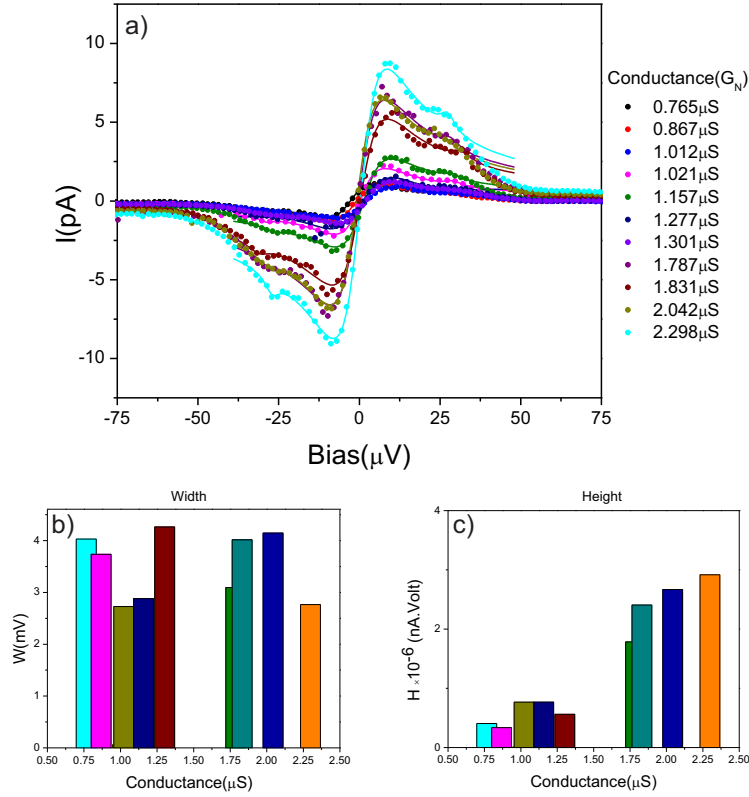 a)
10
5
0
-5
-10
I(pA)
-75
-50
-25
0
25
50
75
Bias(μV)
Conductance(G_N)
0.765μS
0.867μS
1.012μS
1.021μS
1.157μS
1.277μS
1.301μS
1.787μS
1.831μS
2.042μS
2.298μS
Width
b)
4
3
2
1
0
W(mV)
0.50 0.75 1.00 1.25 1.50 1.75 2.00 2.25 2.50
Conductance(μS)
Height
c)
4
2
0
H ×10^-6 (nA.Volt)
0.50 0.75 1.00 1.25 1.50 1.75 2.00 2.25 2.50
Conductance(μS)